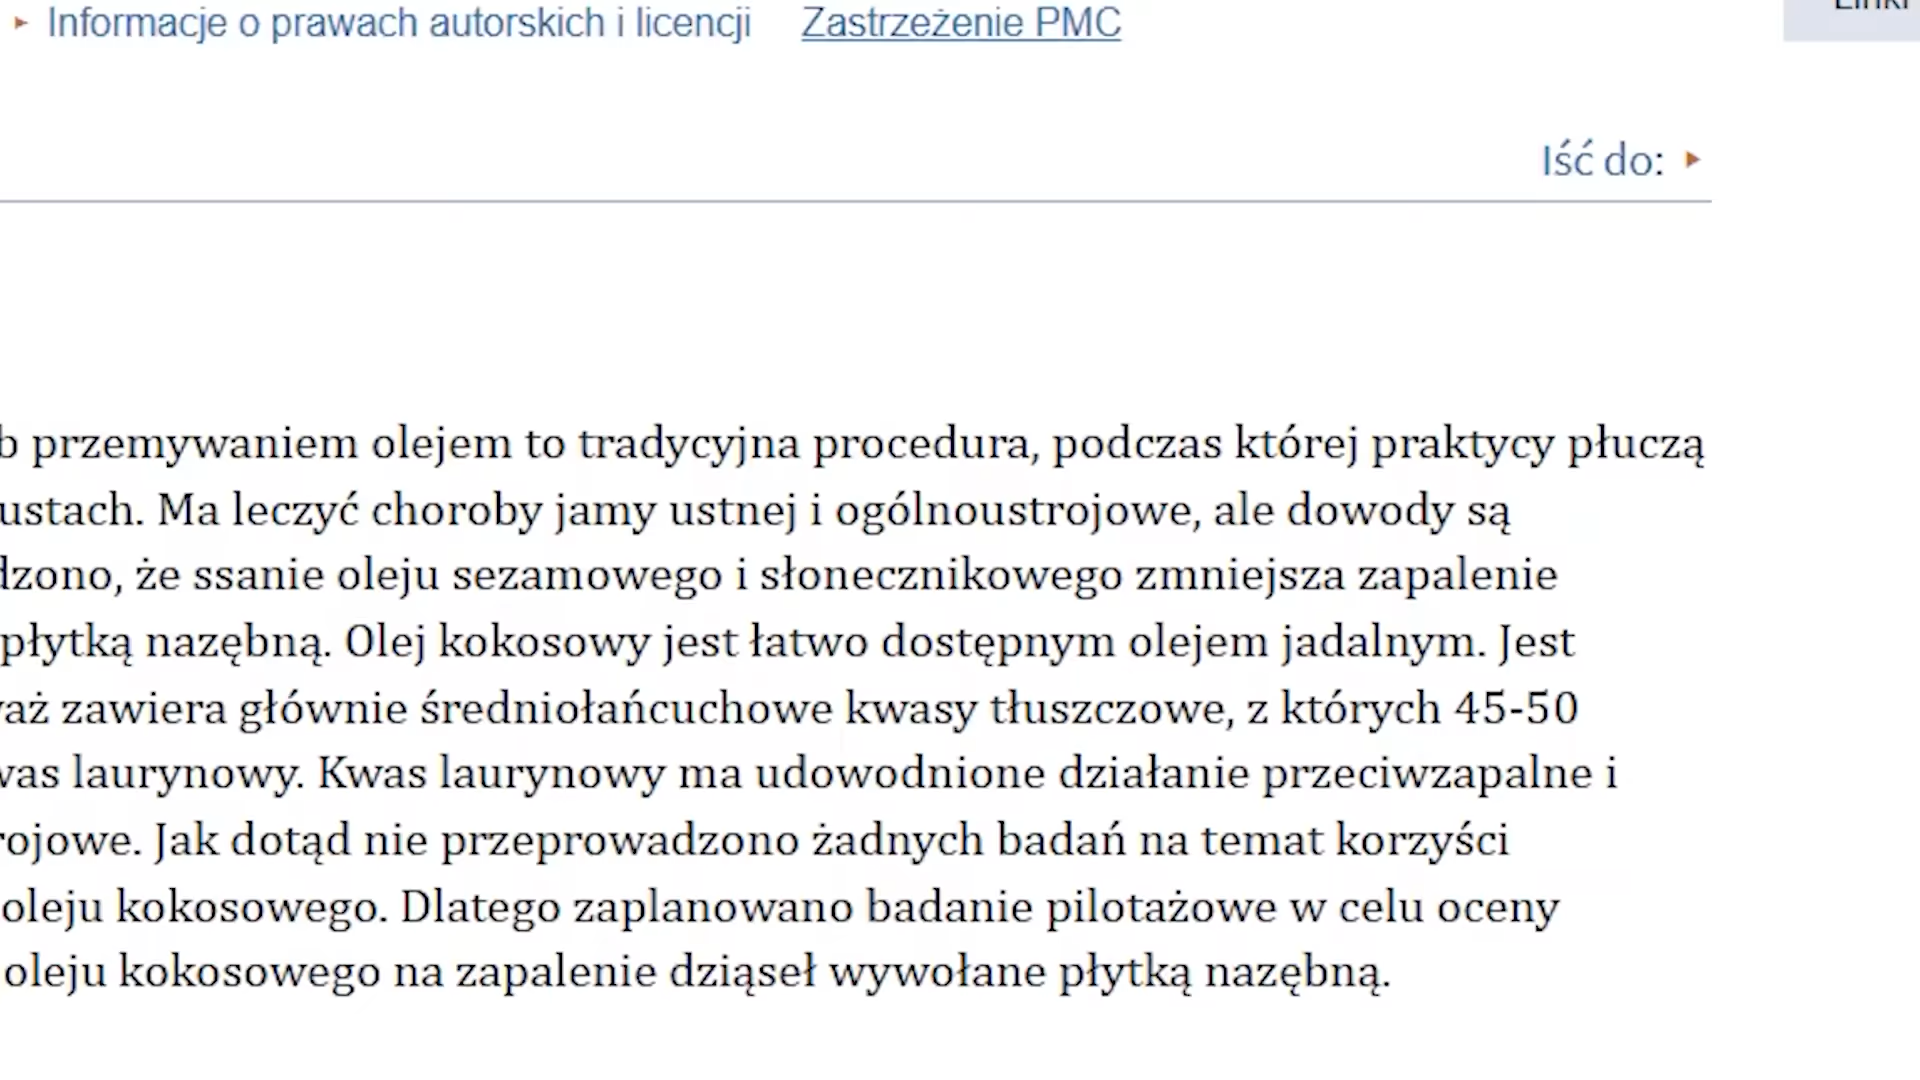 Informacje o prawach autorskich i licencji Zastrzeżenie PMC
Iść do:
przemywaniem olejem to tradycyjna procedura, podczas której praktycy płuczą
ustach. Ma leczyć choroby jamy ustnej i ogólnoustrojowe, ale dowody są
że ssanie oleju sezamowego i słonecznikowego zmniejsza zapalenie
płytką nazębną. Olej kokosowy jest łatwo dostępnym olejem jadalnym. Jest
zawiera głównie średniołańcuchowe kwasy tłuszczowe, z których 45-50
laurynowy. Kwas laurynowy ma udowodnione działanie przeciwzapalne i
Jak dotąd nie przeprowadzono żadnych badań na temat korzyści
oleju kokosowego. Dlatego zaplanowano badanie pilotażowe w celu oceny
oleju kokosowego na zapalenie dziąseł wywołane płytką nazębną.